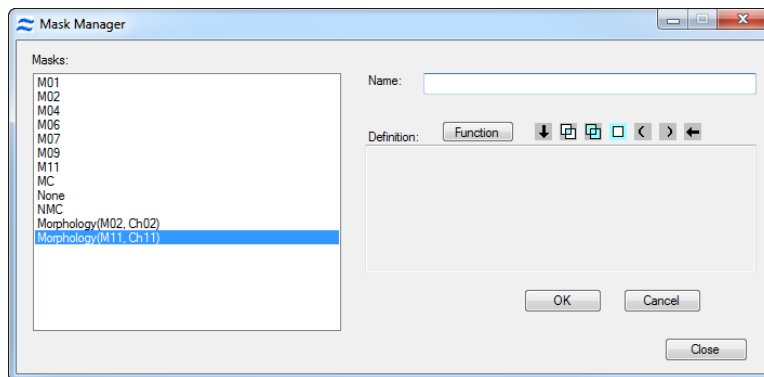 Mask Manager
Masks:
M01
M02
M04
M06
M07
M09
M11
MC
None
NMC
Morphology(M02, Ch02)
Morphology(M11, Ch11)
Name:
Definition:
Function
OK
Cancel
Close